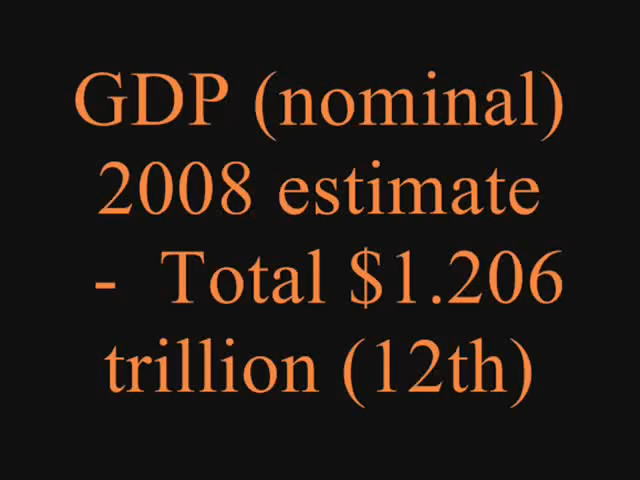 GDP (nominal)
2008 estimate
-  Total $1.206
trillion (12th)